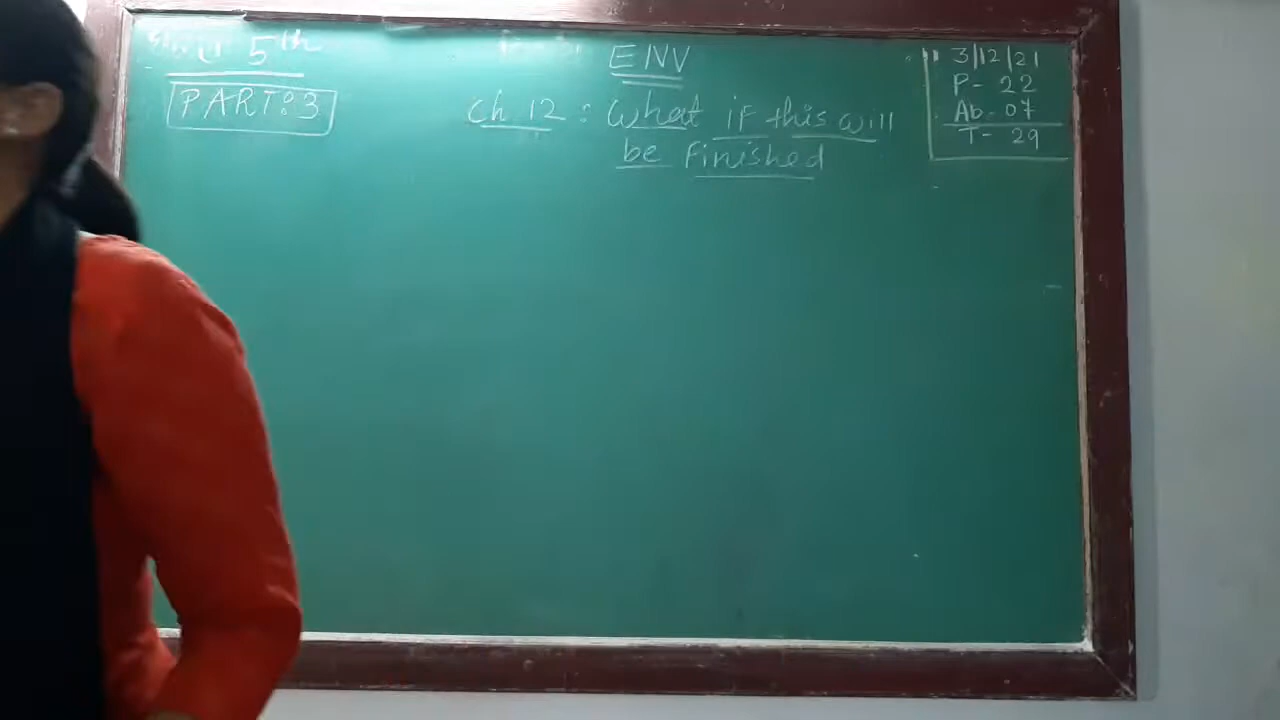 5th
PART:3
ENV
Ch 12 : What if this will
be finished
3/12/21
P- 22
Ab- 07
T- 29